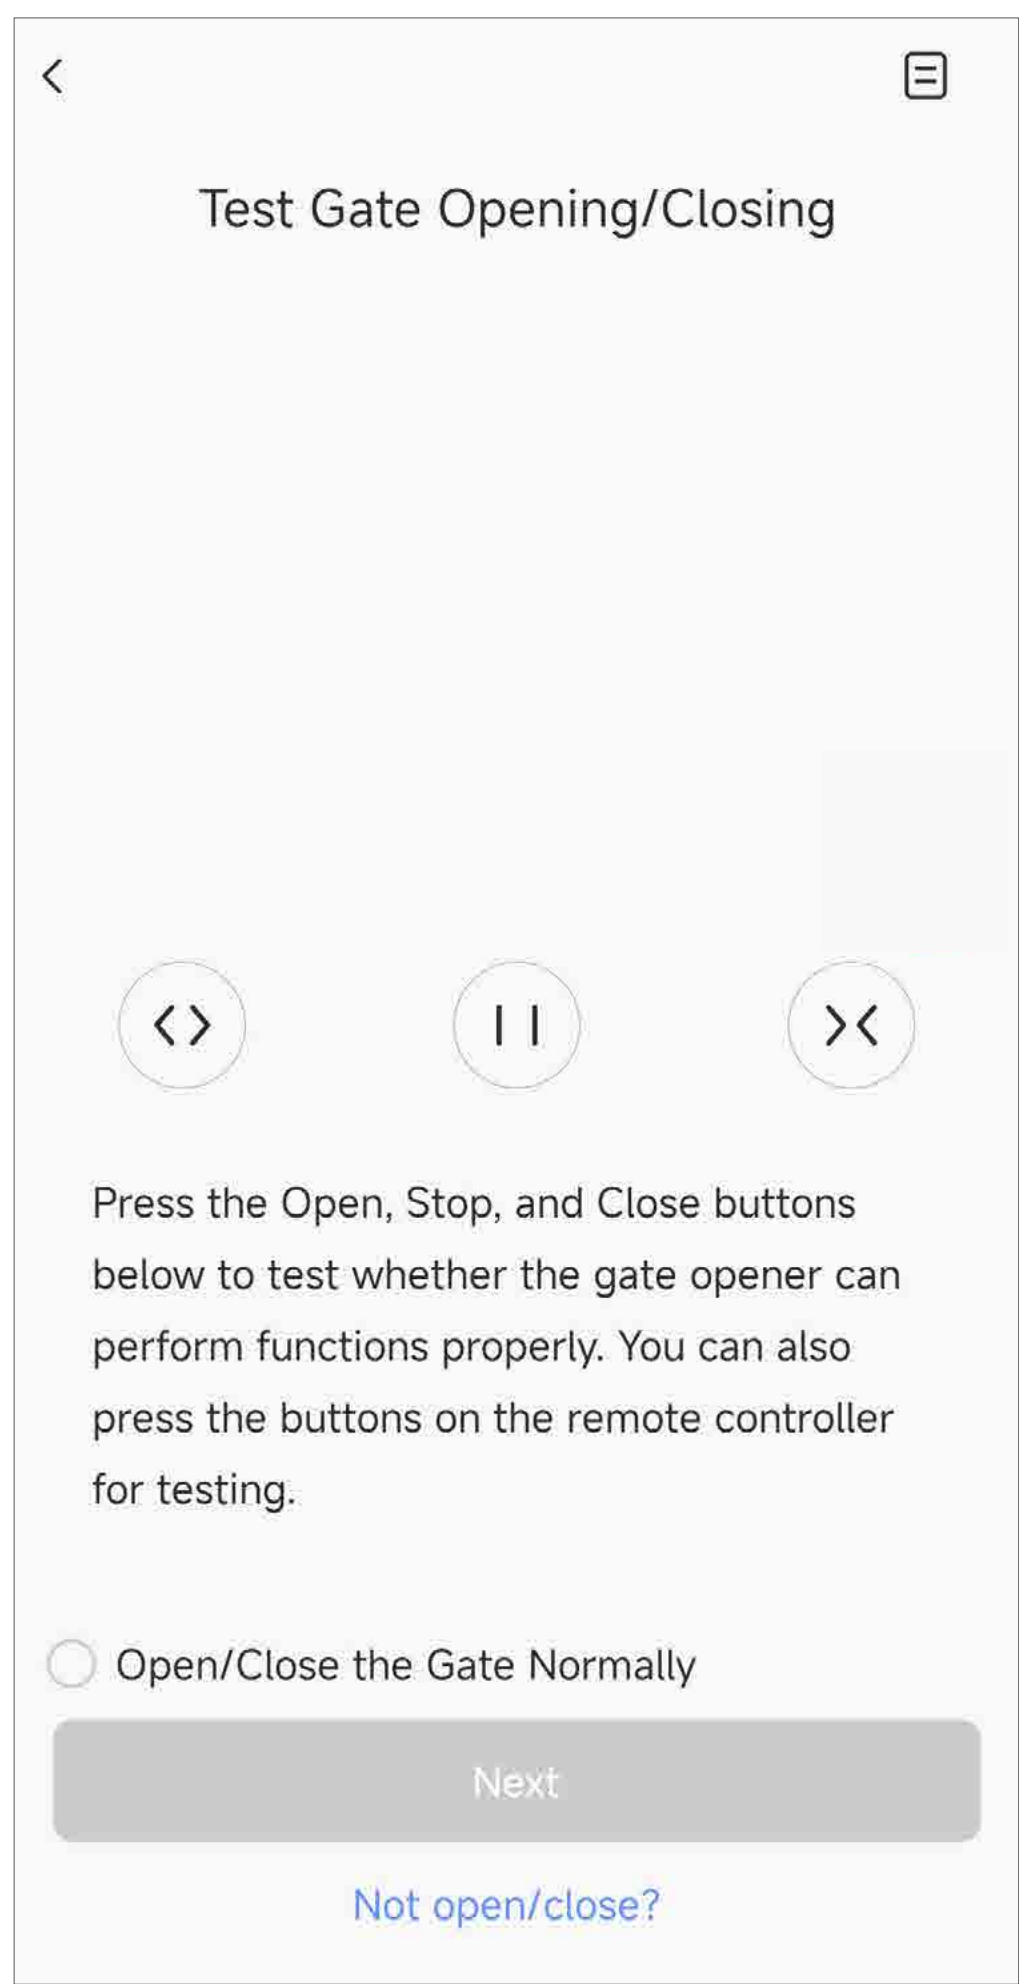 Test Gate Opening/Closing
Press the Open, Stop, and Close buttons
below to test whether the gate opener can
perform functions properly. You can also
press the buttons on the remote controller
for testing.
Open/Close the Gate Normally
Next
Not open/close?